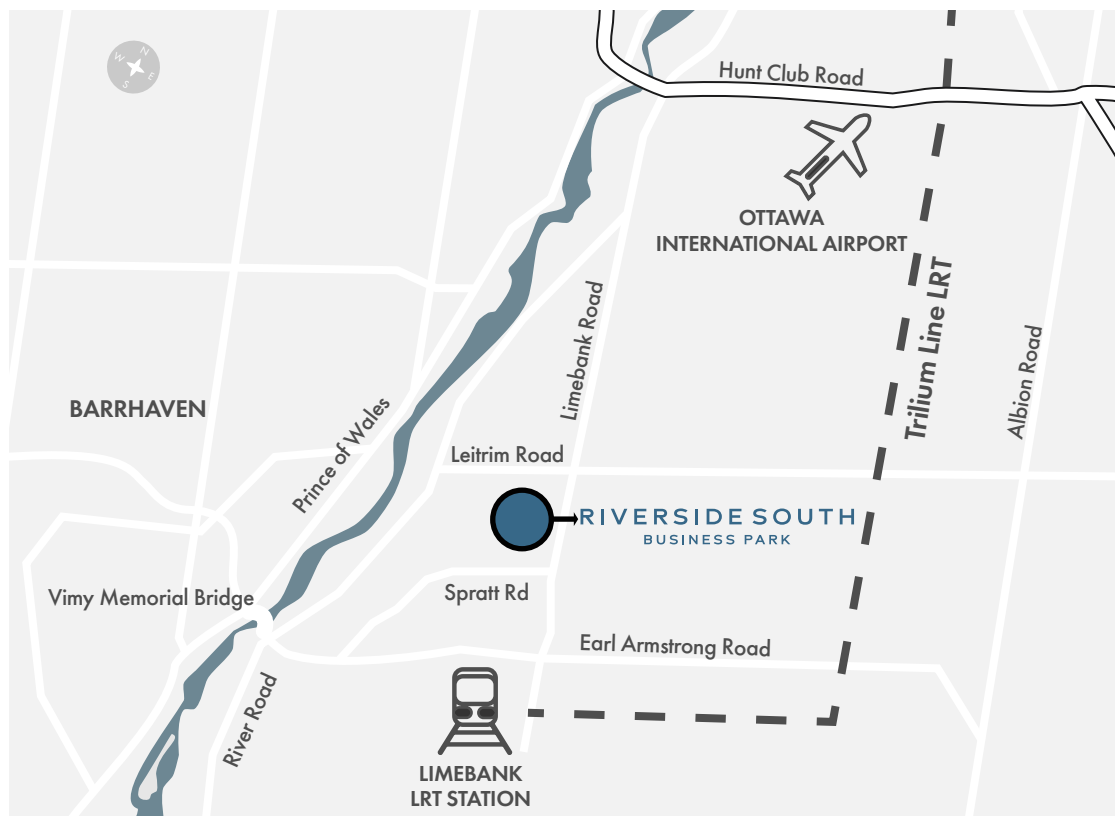 N
W
E
S
Hunt Club Road
OTTAWA
INTERNATIONAL AIRPORT
Trilium Line LRT
Limebank Road
Albion Road
BARRHAVEN
Prince of Wales
Leitrim Road
RIVERSIDE SOUTH
BUSINESS PARK
Spratt Rd
Vimy Memorial Bridge
Earl Armstrong Road
River Road
LIMEBANK
LRT STATION